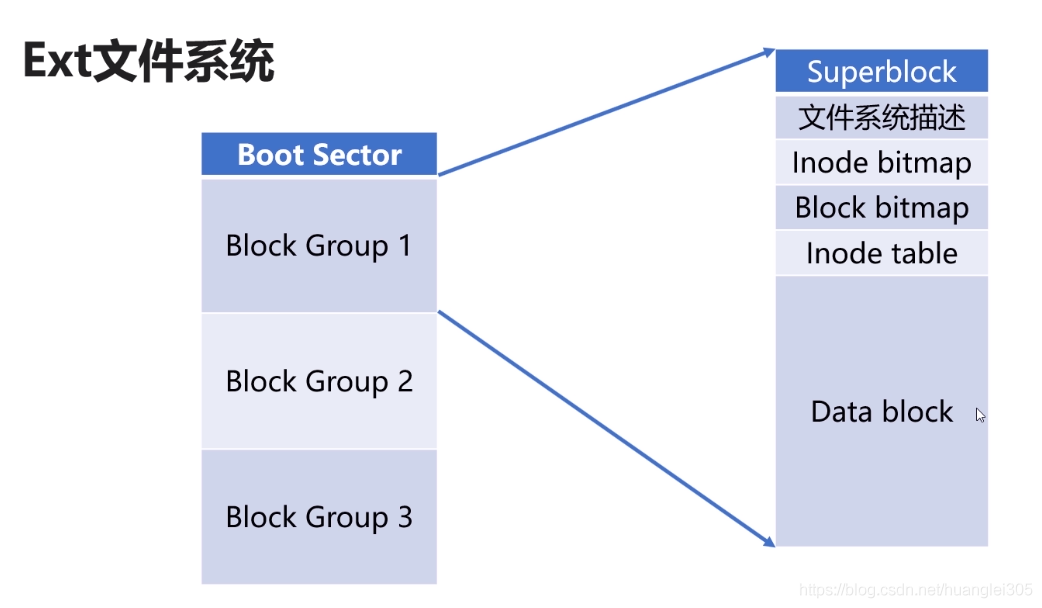 Ext文件系统
Boot Sector
Block Group 1
Block Group 2
Block Group 3
Superblock
文件系统描述
Inode bitmap
Block bitmap
Inode table
Data block
https://blog.csdn.net/huanglei305